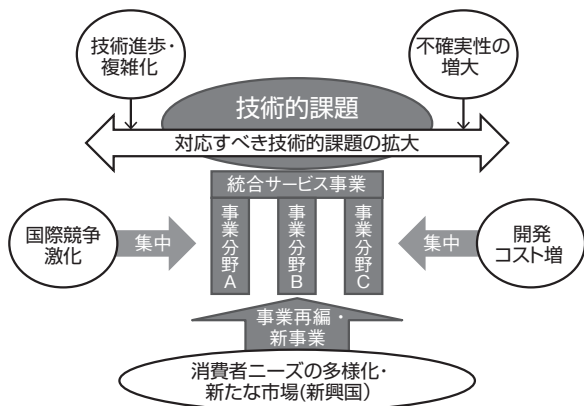 技術進歩・
複雑化
不確実性の
増大
技術的課題
対応すべき技術的課題の拡大
統合サービス事業
国際競争
激化
集中
事業分野A
事業分野B
事業分野C
集中
開発
コスト増
事業再編・
新事業
消費者ニーズの多様化・
新たな市場(新興国)